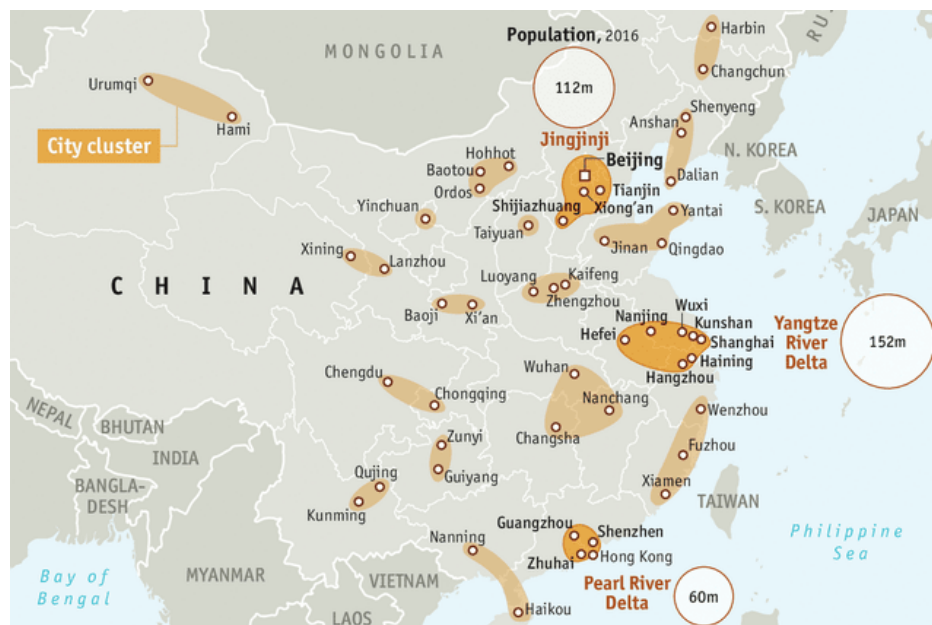 MONGOLIA
Population, 2016
112m
Jingjinji
RU
Harbin
Changchun
Urumqi
Hami
City cluster
Shenyeng
Anshan
Dalian
N. KOREA
S. KOREA
JAPAN
Hohhot
Baotou
Ordos
Beijing
Tianjin
Xiong'an
Shijiazhuang
Yinchuan
Taiyuan
Yantai
Jinan
Qingdao
Xining
Lanzhou
CHINA
Luoyang
Kaifeng
Zhengzhou
Baoji
Xi'an
Wuxi
Nanjing
Kunshan
Hefei
Shanghai
Haining
Hangzhou
Yangtze
River
Delta
152m
Chengdu
Chongqing
Wuhan
Nanchang
Changsha
Wenzhou
Fuzhou
Xiamen
NEPAL
BHUTAN
INDIA
BANGLA-
DESH
Zunyi
Guiyang
Qujing
Kunming
TAIWAN
Nanning
Guangzhou
Shenzhen
Zhuhai
Hong Kong
Philippine
Sea
Bay of
Bengal
MYANMAR
VIETNAM
LAOS
Haikou
Pearl River
Delta
60m